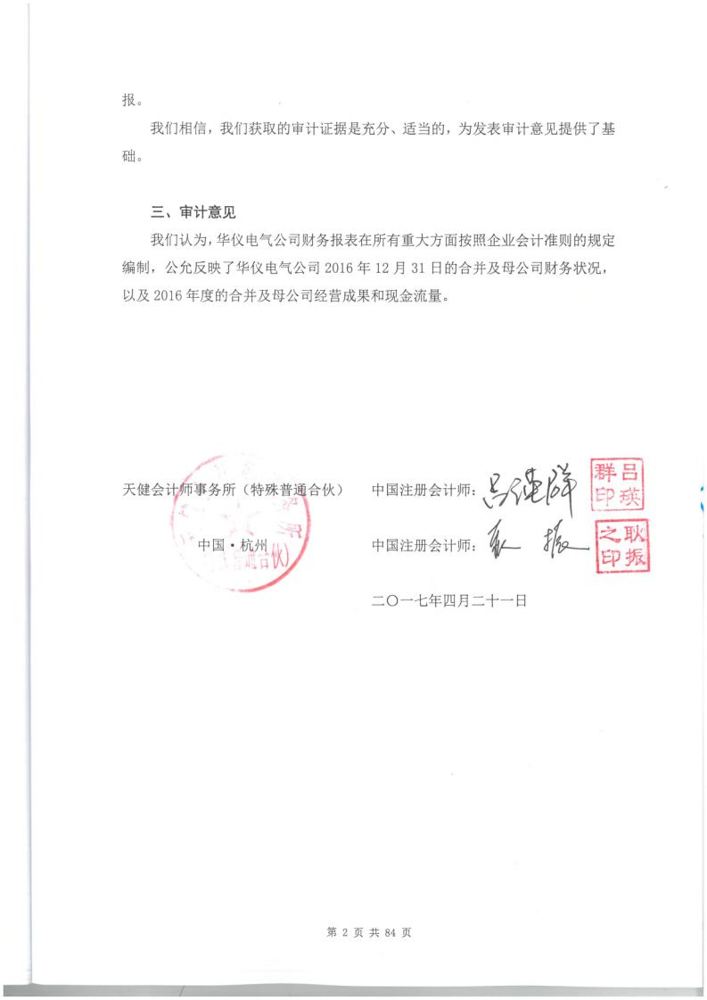 报。
我们相信，我们获取的审计证据是充分、适当的，为发表审计意见提供了基
础。
三、审计意见
我们认为，华仪电气公司财务报表在所有重大方面按照企业会计准则的规定
编制，公允反映了华仪电气公司 2016 年 12 月 31 日的合并及母公司财务状况，
以及 2016 年度的合并及母公司经营成果和现金流量。
天健会计师事务所（特殊普通合伙） 中国注册会计师：
吕瑛群印
中国·杭州 中国注册会计师：耿振
耿振之印
普通合伙)
二〇一七年四月二十一日
第 2 页 共 84 页